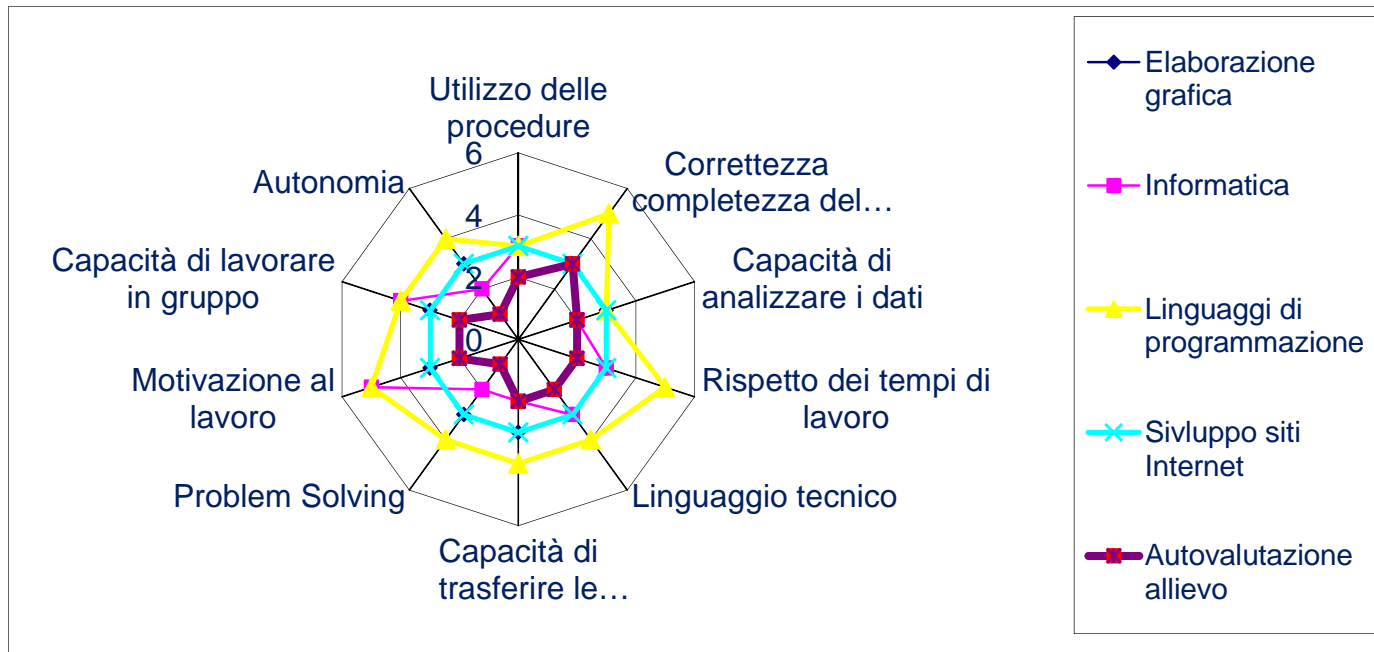 Utilizzo delle
procedure
Correttezza
completezza del…
Capacità di
analizzare i dati
Rispetto dei tempi di
lavoro
Linguaggio tecnico
Capacità di
trasferire le…
Problem Solving
Motivazione al
lavoro
Capacità di lavorare
in gruppo
Autonomia
6
4
2
0
Elaborazione
grafica
Informatica
Linguaggi di
programmazione
Sivluppo siti
Internet
Autovalutazione
allievo